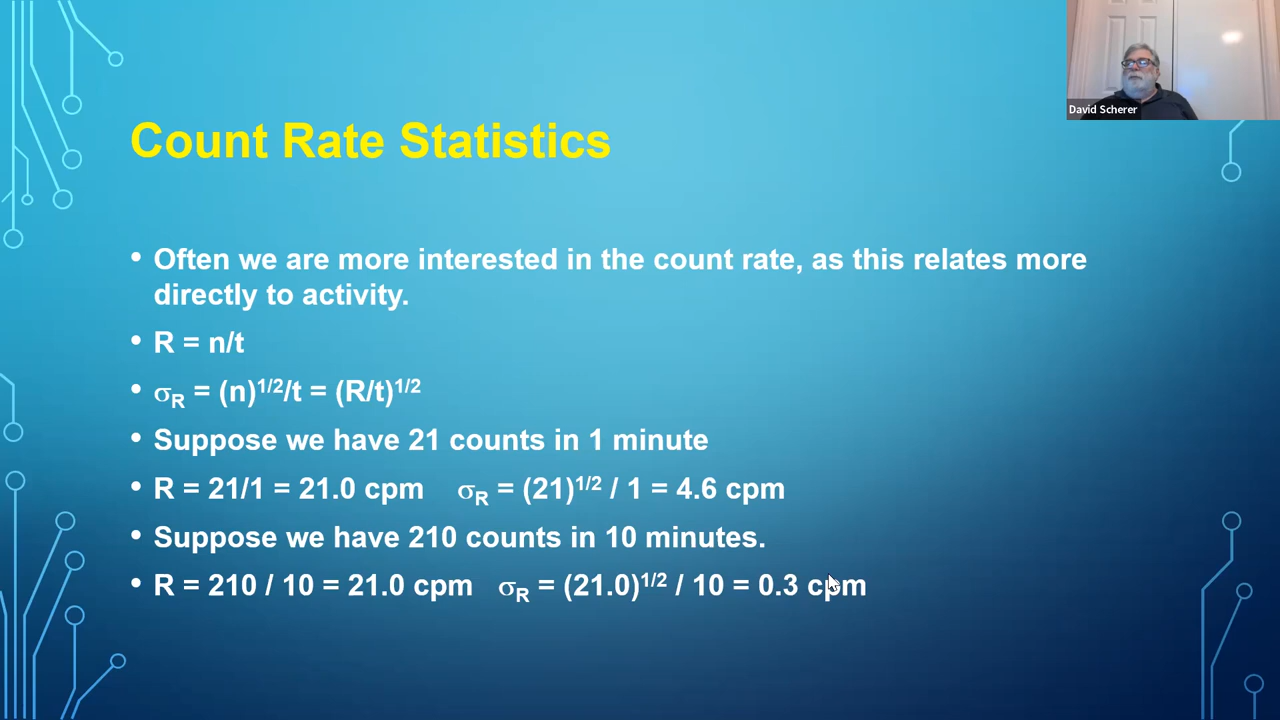 David Scherer
Count Rate Statistics
• Often we are more interested in the count rate, as this relates more
directly to activity.
• R = n/t
• σR = (n)1/2/t = (R/t)1/2
• Suppose we have 21 counts in 1 minute
• R = 21/1 = 21.0 cpm σR = (21)1/2 / 1 = 4.6 cpm
• Suppose we have 210 counts in 10 minutes.
• R = 210 / 10 = 21.0 cpm σR = (21.0)1/2 / 10 = 0.3 cpm